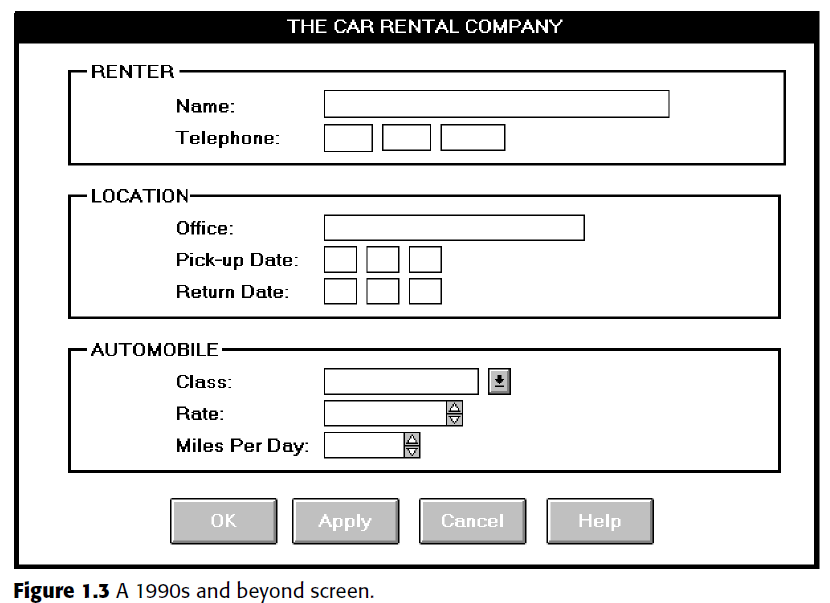 THE CAR RENTAL COMPANY
RENTER
Name:
Telephone:
LOCATION
Office:
Pick-up Date:
Return Date:
AUTOMOBILE
Class:
Rate:
Miles Per Day:
OK Apply Cancel Help
Figure 1.3 A 1990s and beyond screen.